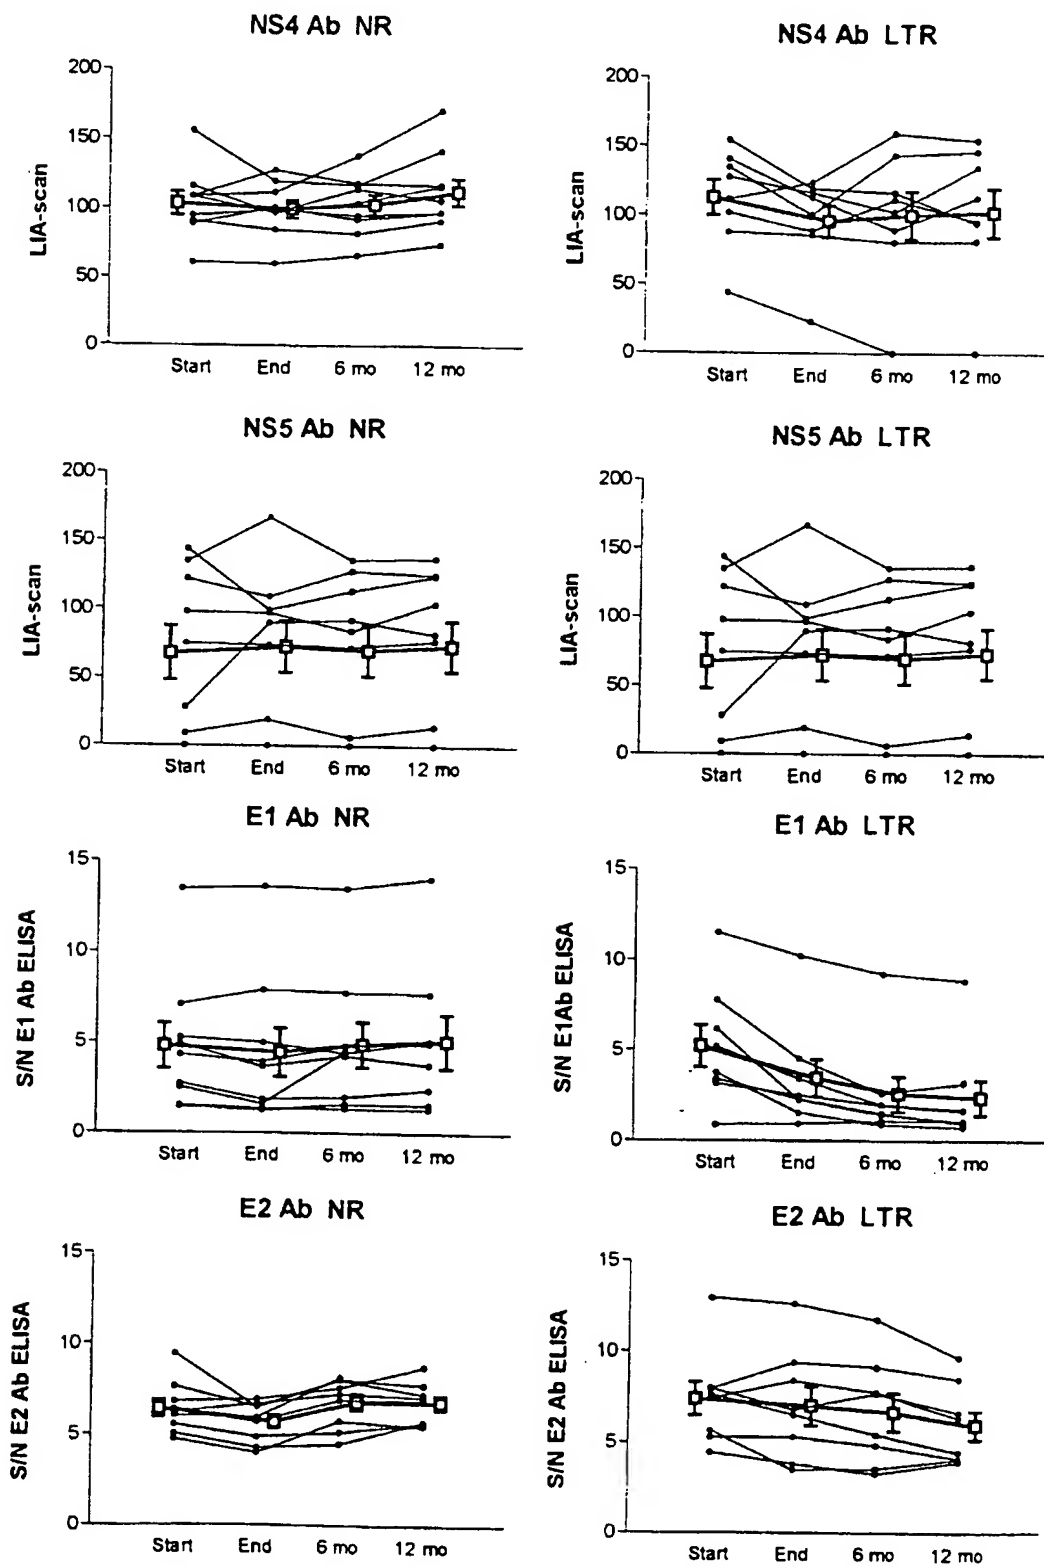 NS4 Ab NR
LIA-scan
200
150
100
50
0
Start End 6 mo 12 mo
NS4 Ab LTR
LIA-scan
200
150
100
50
0
Start End 6 mo 12 mo
NS5 Ab NR
LIA-scan
200
150
100
50
0
Start End 6 mo 12 mo
NS5 Ab LTR
LIA-scan
200
150
100
50
0
Start End 6 mo 12 mo
E1 Ab NR
S/N E1 Ab ELISA
15
10
5
0
Start End 6 mo 12 mo
E1 Ab LTR
S/N E1Ab ELISA
15
10
5
0
Start End 6 mo 12 mo
E2 Ab NR
S/N E2 Ab ELISA
15
10
5
0
Start End 6 mo 12 mo
E2 Ab LTR
S/N E2 Ab ELISA
15
10
5
0
Start End 6 mo 12 mo